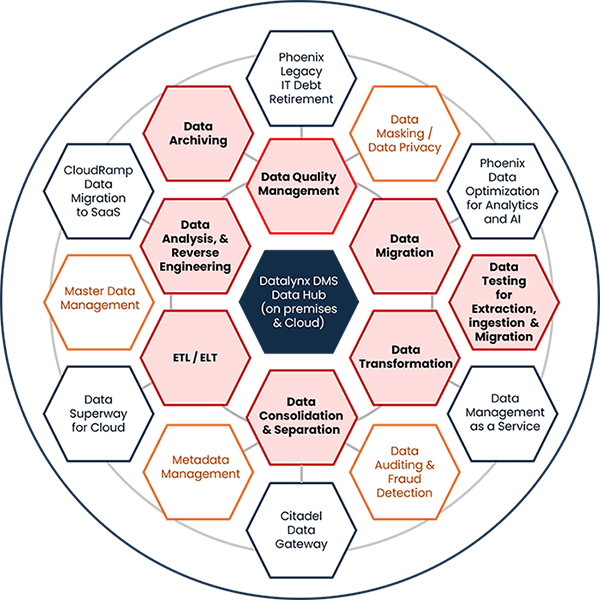 Phoenix
Legacy
IT Debt
Retirement
Data
Archiving
Data
Masking /
Data Privacy
CloudRamp
Data
Migration
to SaaS
Data Quality
Management
Phoenix
Data
Optimization
for Analytics
and AI
Data
Analysis, &
Reverse
Engineering
Data
Migration
Master Data
Management
Datalynx DMS
Data Hub
(on premises
& Cloud)
Data
Testing
for
Extraction,
ingestion &
Migration
ETL / ELT
Data
Transformation
Data
Superway
for Cloud
Data
Consolidation
& Separation
Data
Management
as a Service
Metadata
Management
Data
Auditing &
Fraud
Detection
Citadel
Data
Gateway